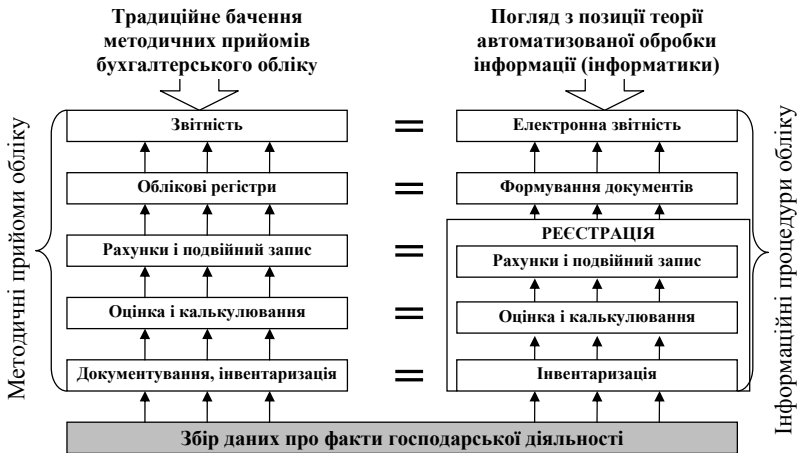 Традиційне бачення
методичних прийомів
бухгалтерського обліку
Погляд з позиції теорії
автоматизованої обробки
інформації (інформатики)
Методичні прийоми обліку
Звітність
=
Електронна звітність
Облікові регістри
=
Формування документів
РЕЄСТРАЦІЯ
Рахунки і подвійний запис
=
Рахунки і подвійний запис
Оцінка і калькулювання
=
Оцінка і калькулювання
Документування, інвентаризація
=
Інвентаризація
Інформаційні процедури обліку
Збір даних про факти господарської діяльності